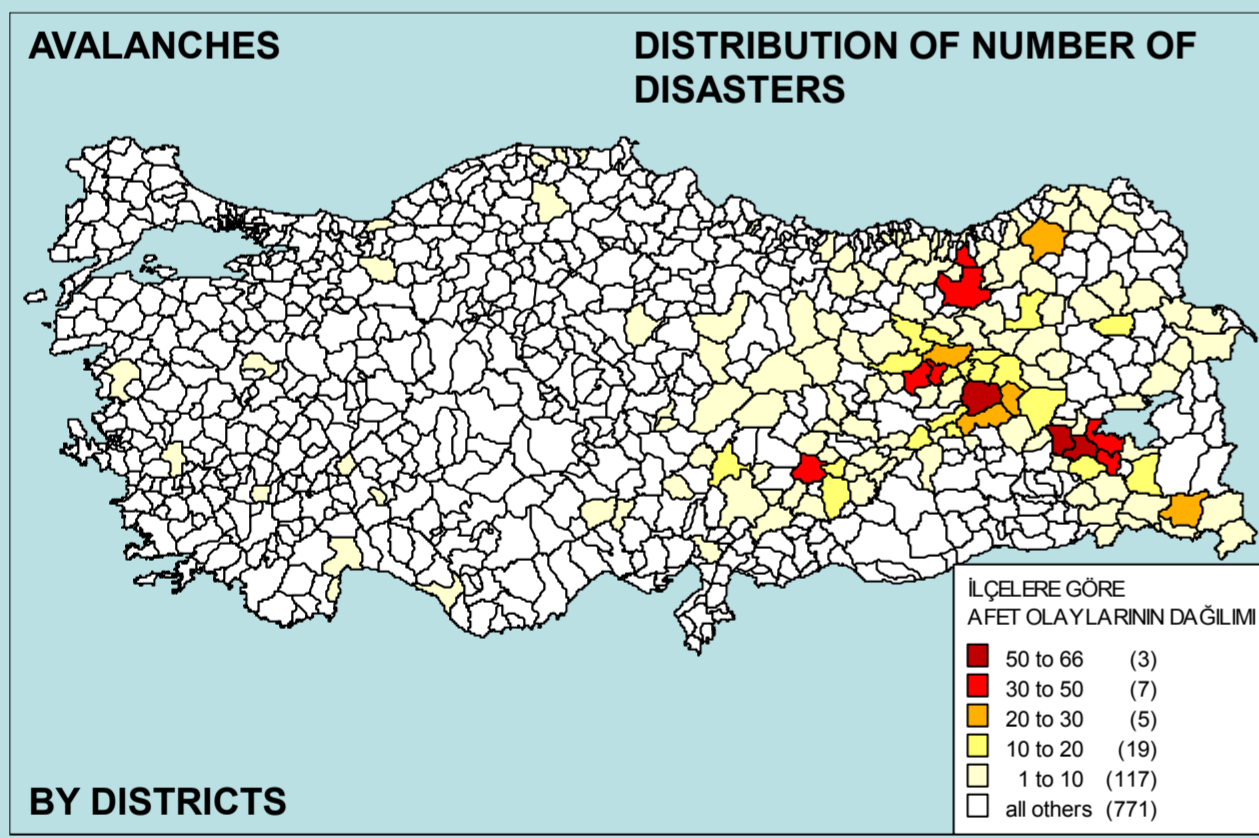 AVALANCHES
DISTRIBUTION OF NUMBER OF
DISASTERS
İLÇELERE GÖRE
AFET OLAYLARININ DAĞILIMI
50 to 66 (3)
30 to 50 (7)
20 to 30 (5)
10 to 20 (19)
1 to 10 (117)
all others (771)
BY DISTRICTS